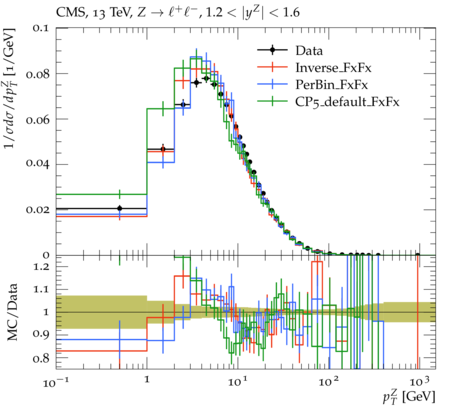 CMS, 13 TeV, Z → ℓ⁺ℓ⁻, 1.2 < |y^Z| < 1.6
1/σdσ/dp_T^Z [1/GeV]
0.1
0.08
0.06
0.04
0.02
0
Data
Inverse_FxFx
PerBin_FxFx
CP5_default_FxFx
MC/Data
1.2
1.1
1
0.9
0.8
10⁻¹ 1 10¹ 10² 10³
p_T^Z [GeV]